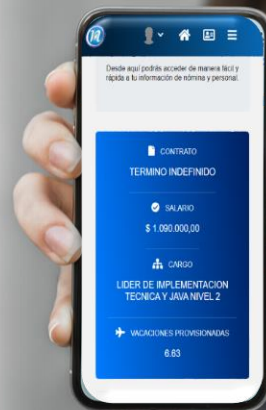 Desde aquí podrás acceder de manera fácil y
rápida a tu información de nómina y personal.
CONTRATO
TERMINO INDEFINIDO
SALARIO
$ 1.090.000,00
CARGO
LIDER DE IMPLEMENTACION
TECNICA Y JAVA NIVEL 2
VACACIONES PROVISIONADAS
6.63